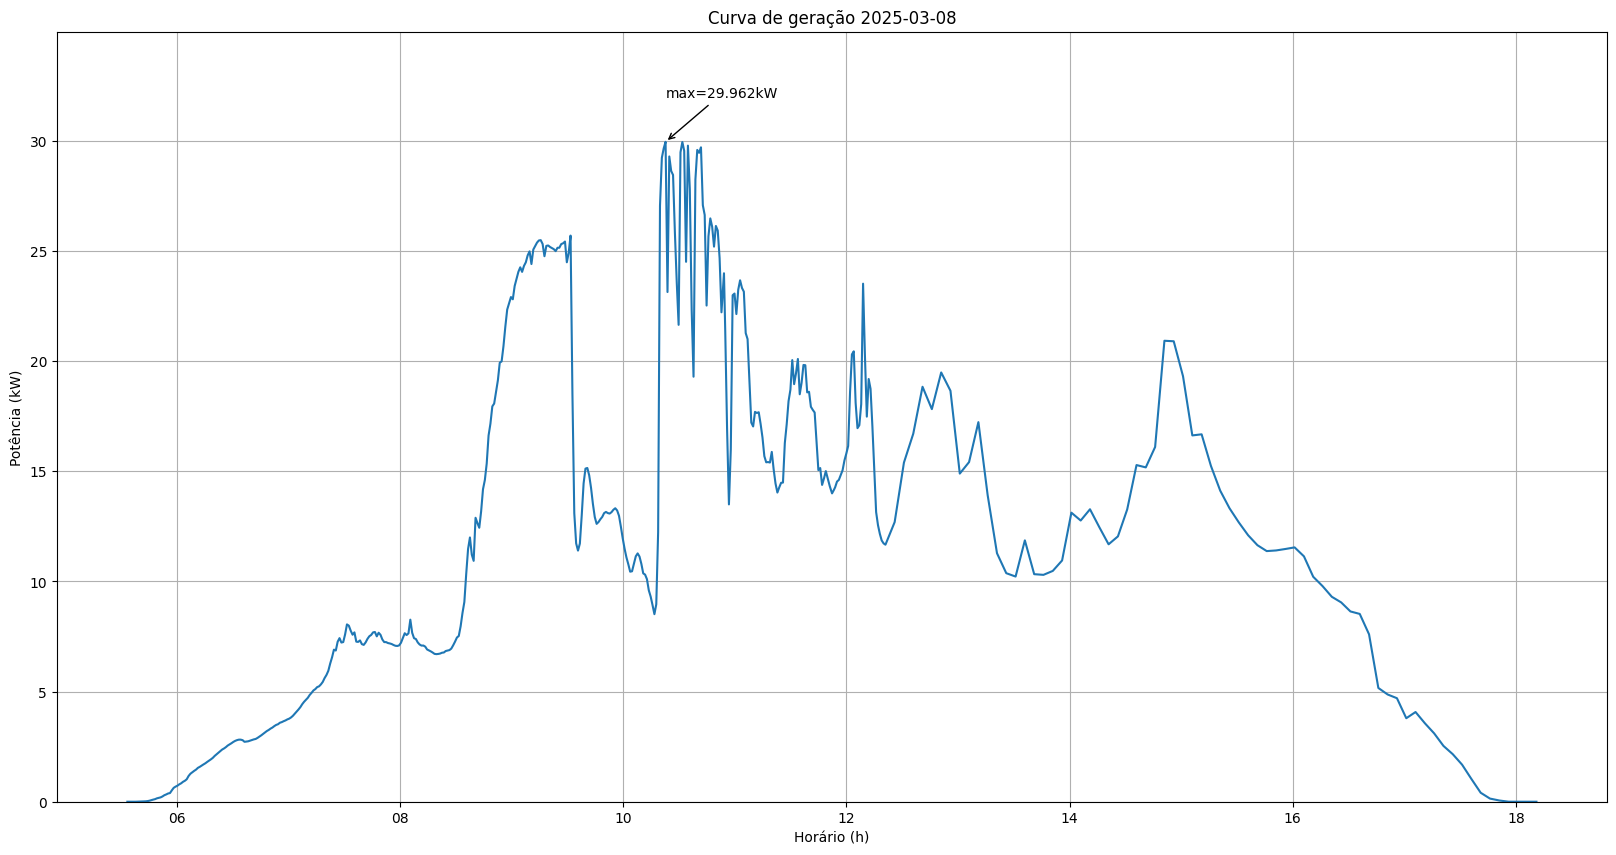 Curva de geração 2025-03-08
max=29.962kW
Potência (kW)
30
25
20
15
10
5
0
06 08 10 12 14 16 18
Horário (h)